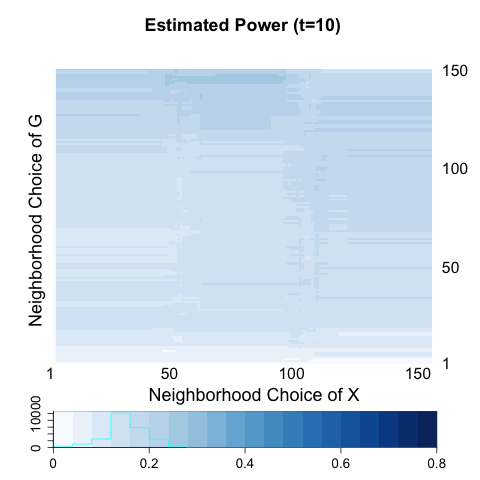 Estimated Power (t=10)
Neighborhood Choice of G
150
100
50
1
1 50 100 150
Neighborhood Choice of X
0 10000
0 0.2 0.4 0.6 0.8